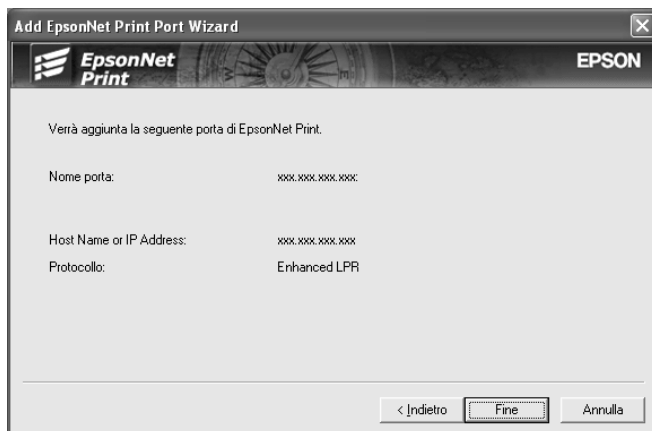 Add EpsonNet Print Port Wizard
EpsonNet
Print
EPSON
Verrà aggiunta la seguente porta di EpsonNet Print.
Nome porta: xxx.xxx.xxx.xxx:
Host Name or IP Address: xxx.xxx.xxx.xxx
Protocollo: Enhanced LPR
< Indietro Fine Annulla